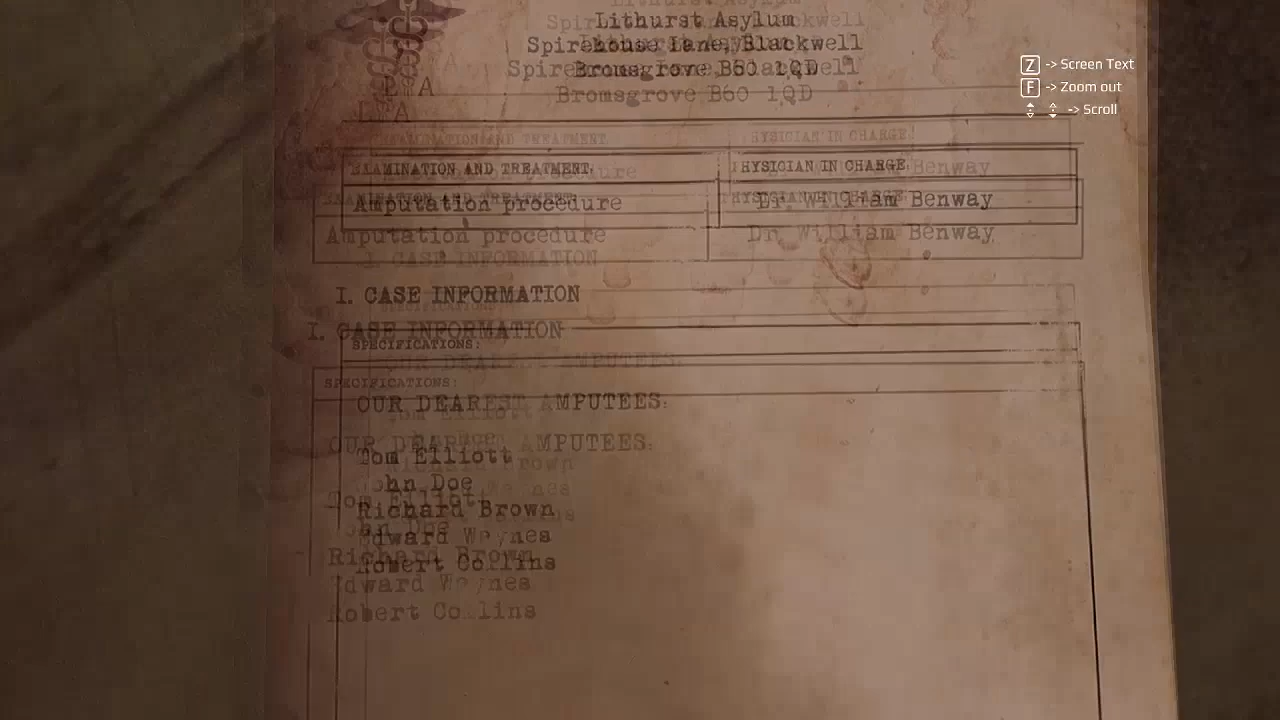 Lithurst Asylum
Spirehouse Lane, Blackwell
Bromsgrove B60 1QD
L A
EXAMINATION AND TREATMENT
PHYSICIAN IN CHARGE
Amputation procedure
Dr. William Benway
I. CASE INFORMATION
SPECIFICATIONS:
OUR DEAREST AMPUTEES:
Tom Elliott
John Doe
Richard Brown
Edward Waynes
Robert Collins
Z -> Screen Text
F -> Zoom out
-> Scroll